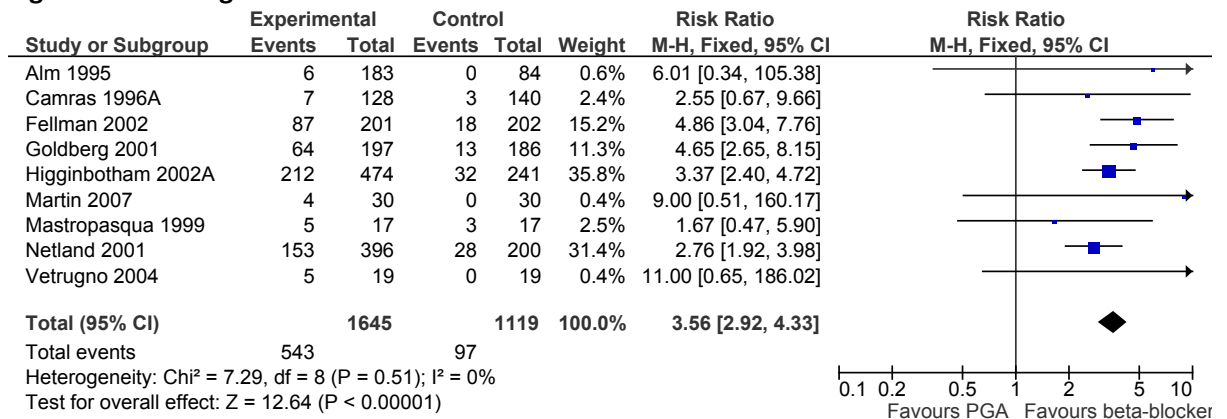 Experimental Control Risk Ratio Risk Ratio
Study or Subgroup Events Total Events Total Weight M-H, Fixed, 95% CI M-H, Fixed, 95% CI
Alm 1995 6 183 0 84 0.6% 6.01 [0.34, 105.38]
Camras 1996A 7 128 3 140 2.4% 2.55 [0.67, 9.66]
Fellman 2002 87 201 18 202 15.2% 4.86 [3.04, 7.76]
Goldberg 2001 64 197 13 186 11.3% 4.65 [2.65, 8.15]
Higginbotham 2002A 212 474 32 241 35.8% 3.37 [2.40, 4.72]
Martin 2007 4 30 0 30 0.4% 9.00 [0.51, 160.17]
Mastropasqua 1999 5 17 3 17 2.5% 1.67 [0.47, 5.90]
Netland 2001 153 396 28 200 31.4% 2.76 [1.92, 3.98]
Vetrugno 2004 5 19 0 19 0.4% 11.00 [0.65, 186.02]
Total (95% CI) 1645 1119 100.0% 3.56 [2.92, 4.33]
Total events 543 97
Heterogeneity: Chi² = 7.29, df = 8 (P = 0.51); I² = 0%
Test for overall effect: Z = 12.64 (P < 0.00001)
0.1 0.2 0.5 1 2 5 10
Favours PGA Favours beta-blocker